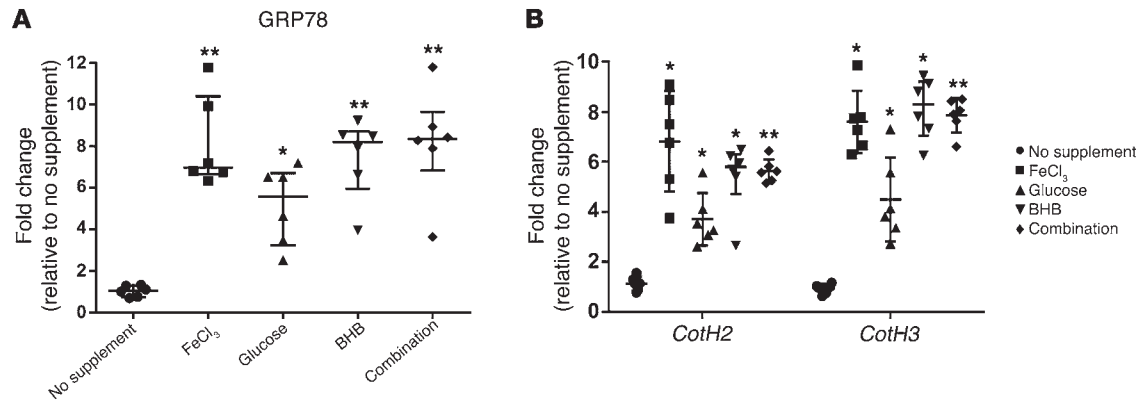 A
GRP78
Fold change
(relative to no supplement)
12
10
8
6
4
2
0
**
*
**
**
No supplement
FeCl₃
Glucose
BHB
Combination
B
Fold change
(relative to no supplement)
10
8
6
4
2
0
*
*
*
**
*
*
*
**
CotH2
CotH3
No supplement
FeCl₃
Glucose
BHB
Combination